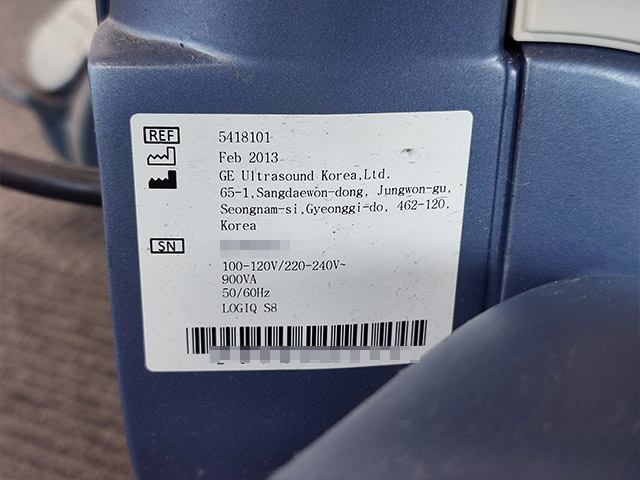 REF 5418101
Feb 2013
GE Ultrasound Korea,Ltd.
65-1,Sangdaewon-dong, Jungwon-gu,
Seongnam-si,Gyeonggi-do, 462-120,
Korea
SN
100-120V/220-240V~
900VA
50/60Hz
LOGIQ S8